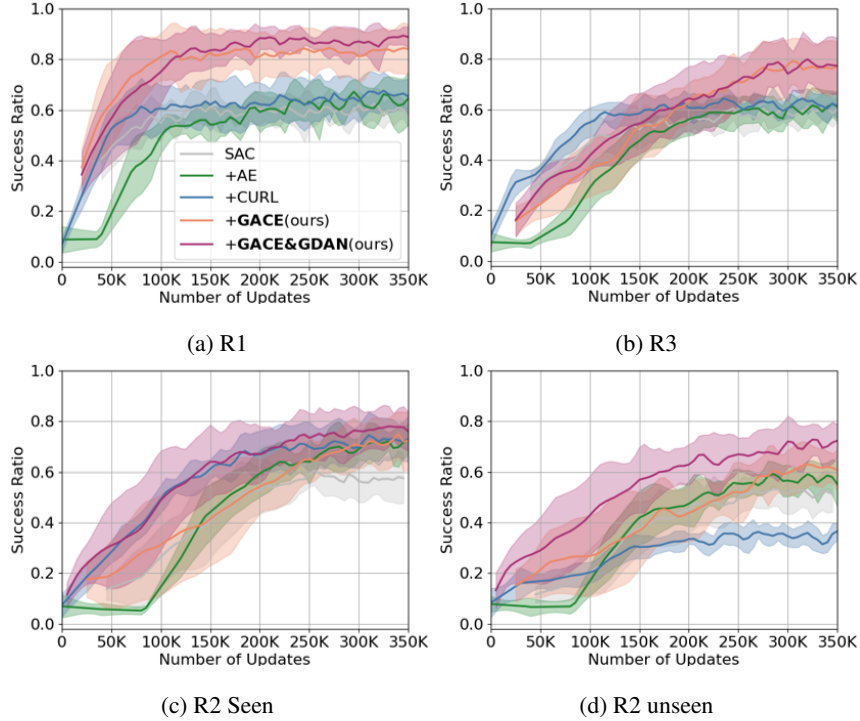 1.0
0.8
0.6
0.4
0.2
0.0
Success Ratio
SAC
+AE
+CURL
+GACE(ours)
+GACE&GDAN(ours)
0 50K 100K 150K 200K 250K 300K 350K
Number of Updates
(a) R1
1.0
0.8
0.6
0.4
0.2
0.0
Success Ratio
0 50K 100K 150K 200K 250K 300K 350K
Number of Updates
(b) R3
1.0
0.8
0.6
0.4
0.2
0.0
Success Ratio
0 50K 100K 150K 200K 250K 300K 350K
Number of Updates
(c) R2 Seen
1.0
0.8
0.6
0.4
0.2
0.0
Success Ratio
0 50K 100K 150K 200K 250K 300K 350K
Number of Updates
(d) R2 unseen